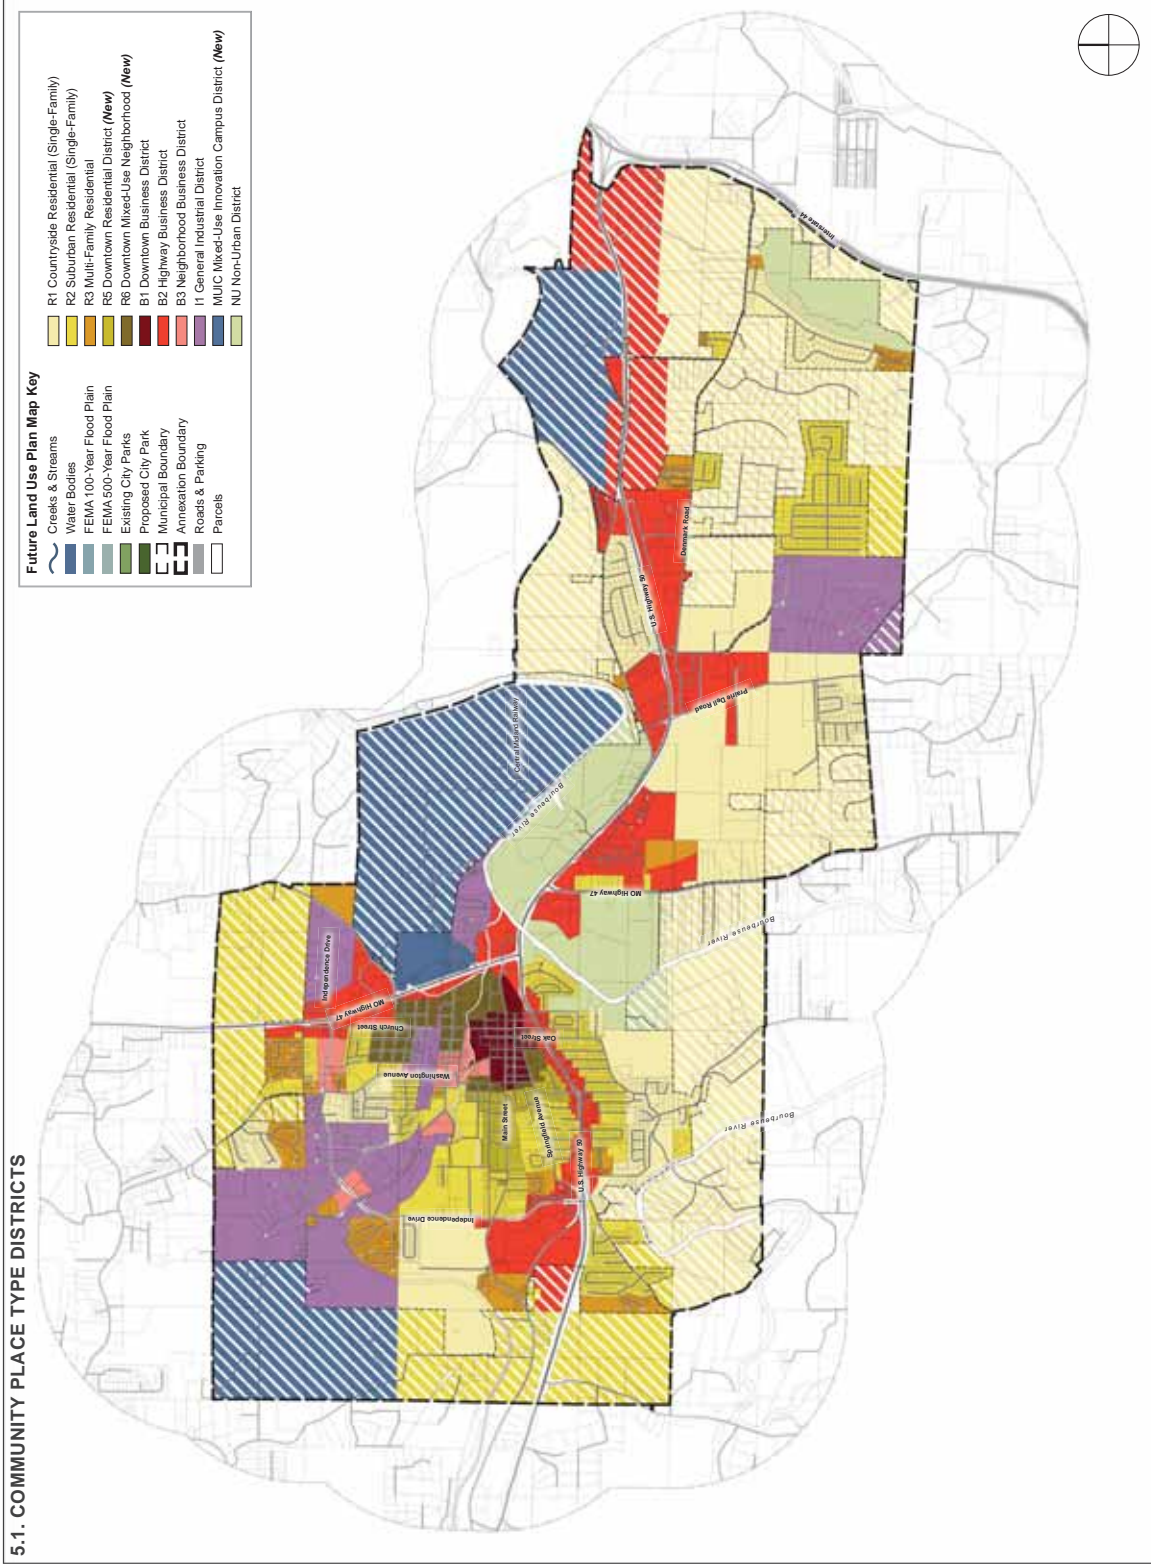 5.1. COMMUNITY PLACE TYPE DISTRICTS
Future Land Use Plan Map Key
Creeks & Streams
Water Bodies
FEMA 100-Year Flood Plain
FEMA 500-Year Flood Plain
Existing City Parks
Proposed City Park
Municipal Boundary
Annexation Boundary
Roads & Parking
Parcels
R1 Countryside Residential (Single-Family)
R2 Suburban Residential (Single-Family)
R3 Multi-Family Residential
R5 Downtown Residential District (New)
R6 Downtown Mixed-Use Neighborhood (New)
B1 Downtown Business District
B2 Highway Business District
B3 Neighborhood Business District
I1 General Industrial District
MUIC Mixed-Use Innovation Campus District (New)
NU Non-Urban District
Independence Drive
MO Highway 47
Church Street
Washington Avenue
Independence Drive
Main Street
Springfield Avenue
Oak Street
U.S. Highway 50
MO Highway 47
Bourbeuse River
Bourbeuse River
Bourbeuse River
Central Midland Railway
Prairie Dell Road
U.S. Highway 50
Denmark Road
Interstate 44